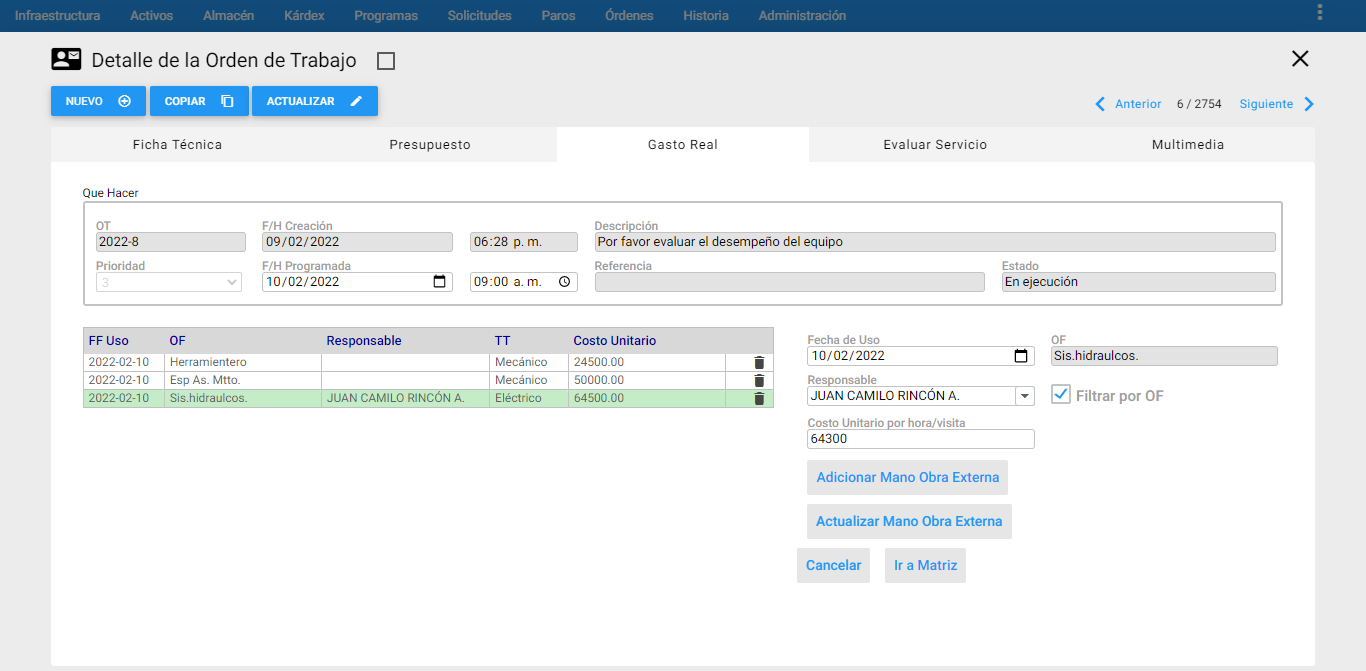 Infraestructura Activos Almacén Kárdex Programas Solicitudes Paros Órdenes Historia Administración
Detalle de la Orden de Trabajo
NUEVO COPIAR ACTUALIZAR
Anterior 6 / 2754 Siguiente
Ficha Técnica Presupuesto Gasto Real Evaluar Servicio Multimedia
Que Hacer
OT F/H Creación Descripción
2022-8 09/02/2022 06:28 p. m. Por favor evaluar el desempeño del equipo
Prioridad F/H Programada Referencia Estado
3 10/02/2022 09:00 a. m. En ejecución
FF Uso OF Responsable TT Costo Unitario
2022-02-10 Herramientero Mecánico 24500.00
2022-02-10 Esp As. Mtto. Mecánico 50000.00
2022-02-10 Sis.hidraulcos. JUAN CAMILO RINCÓN A. Eléctrico 64500.00
Fecha de Uso OF
10/02/2022 Sis.hidraulcos.
Responsable
JUAN CAMILO RINCÓN A. Filtrar por OF
Costo Unitario por hora/visita
64300
Adicionar Mano Obra Externa
Actualizar Mano Obra Externa
Cancelar Ir a Matriz